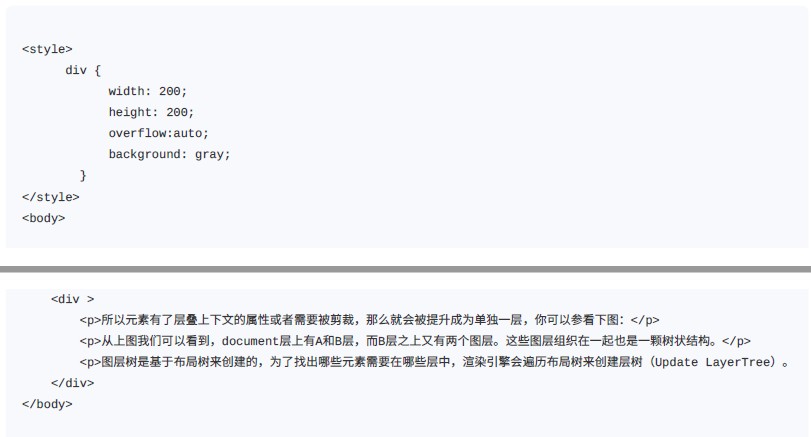 <style>
div {
width: 200;
height: 200;
overflow:auto;
background: gray;
}
</style>
<body>
<div >
<p>所以元素有了层叠上下文的属性或者需要被剪裁，那么就会被提升成为单独一层，你可以参看下图：</p>
<p>从上图我们可以看到，document层上有A和B层，而B层之上又有两个图层。这些图层组织在一起也是一颗树状结构。</p>
<p>图层树是基于布局树来创建的，为了找出哪些元素需要在哪些层中，渲染引擎会遍历布局树来创建层树（Update LayerTree）。
</div>
</body>